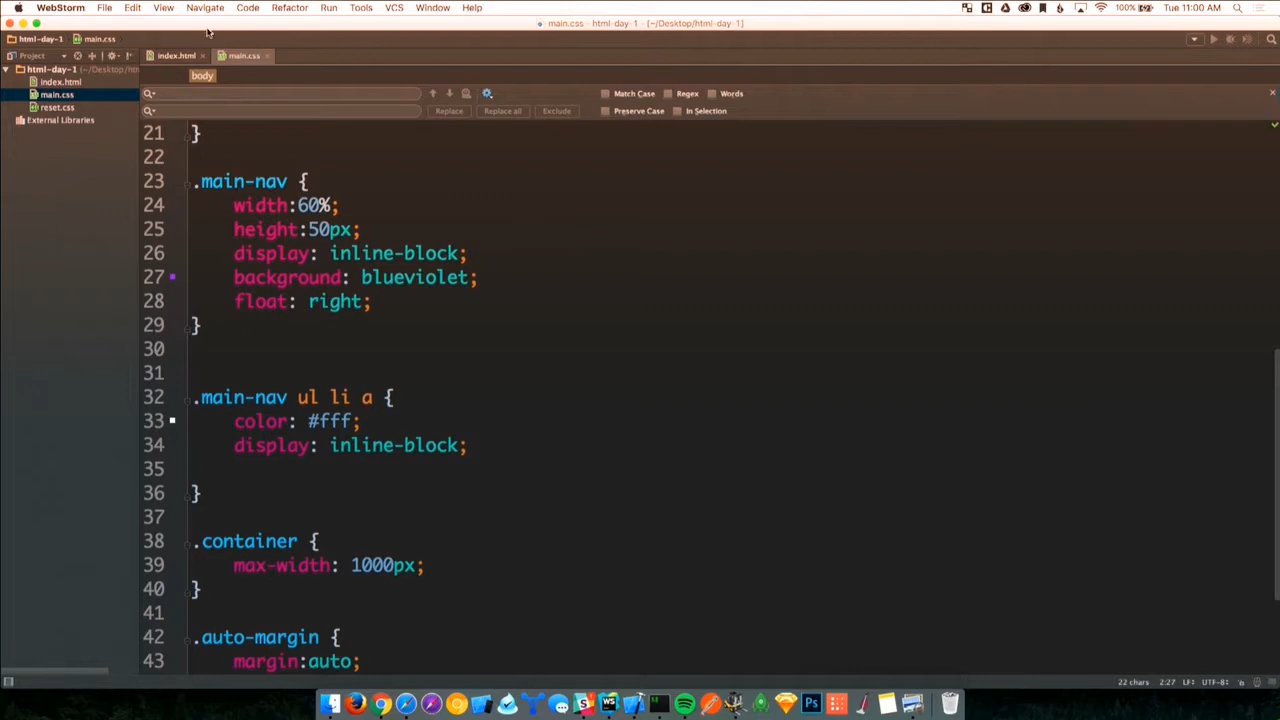 WebStorm File Edit View Navigate Code Refactor Run Tools VCS Window Help 100% Tue 11:00 AM
main.css - html-day-1 - [~/Desktop/html-day-1]
html-day-1 main.css
Project index.html main.css
html-day-1 (~/Desktop/htm
index.html
main.css
reset.css
External Libraries
body
Match Case Regex Words
Replace Replace all Exclude Preserve Case In Selection
21 }
22
23 .main-nav {
24 width:60%;
25 height:50px;
26 display: inline-block;
27 background: blueviolet;
28 float: right;
29 }
30
31
32 .main-nav ul li a {
33 color: #fff;
34 display: inline-block;
35
36 }
37
38 .container {
39 max-width: 1000px;
40 }
41
42 .auto-margin {
43 margin:auto;
22 chars 2:27 LF: UTF-8:
WS Ps